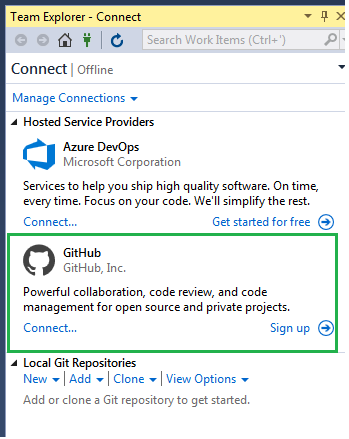 Team Explorer - Connect
Search Work Items (Ctrl+')
Connect | Offline
Manage Connections
Hosted Service Providers
Azure DevOps
Microsoft Corporation
Services to help you ship high quality software. On time,
every time. Focus on your code. We'll simplify the rest.
Connect... Get started for free
GitHub
GitHub, Inc.
Powerful collaboration, code review, and code
management for open source and private projects.
Connect... Sign up
Local Git Repositories
New | Add | Clone | View Options
Add or clone a Git repository to get started.